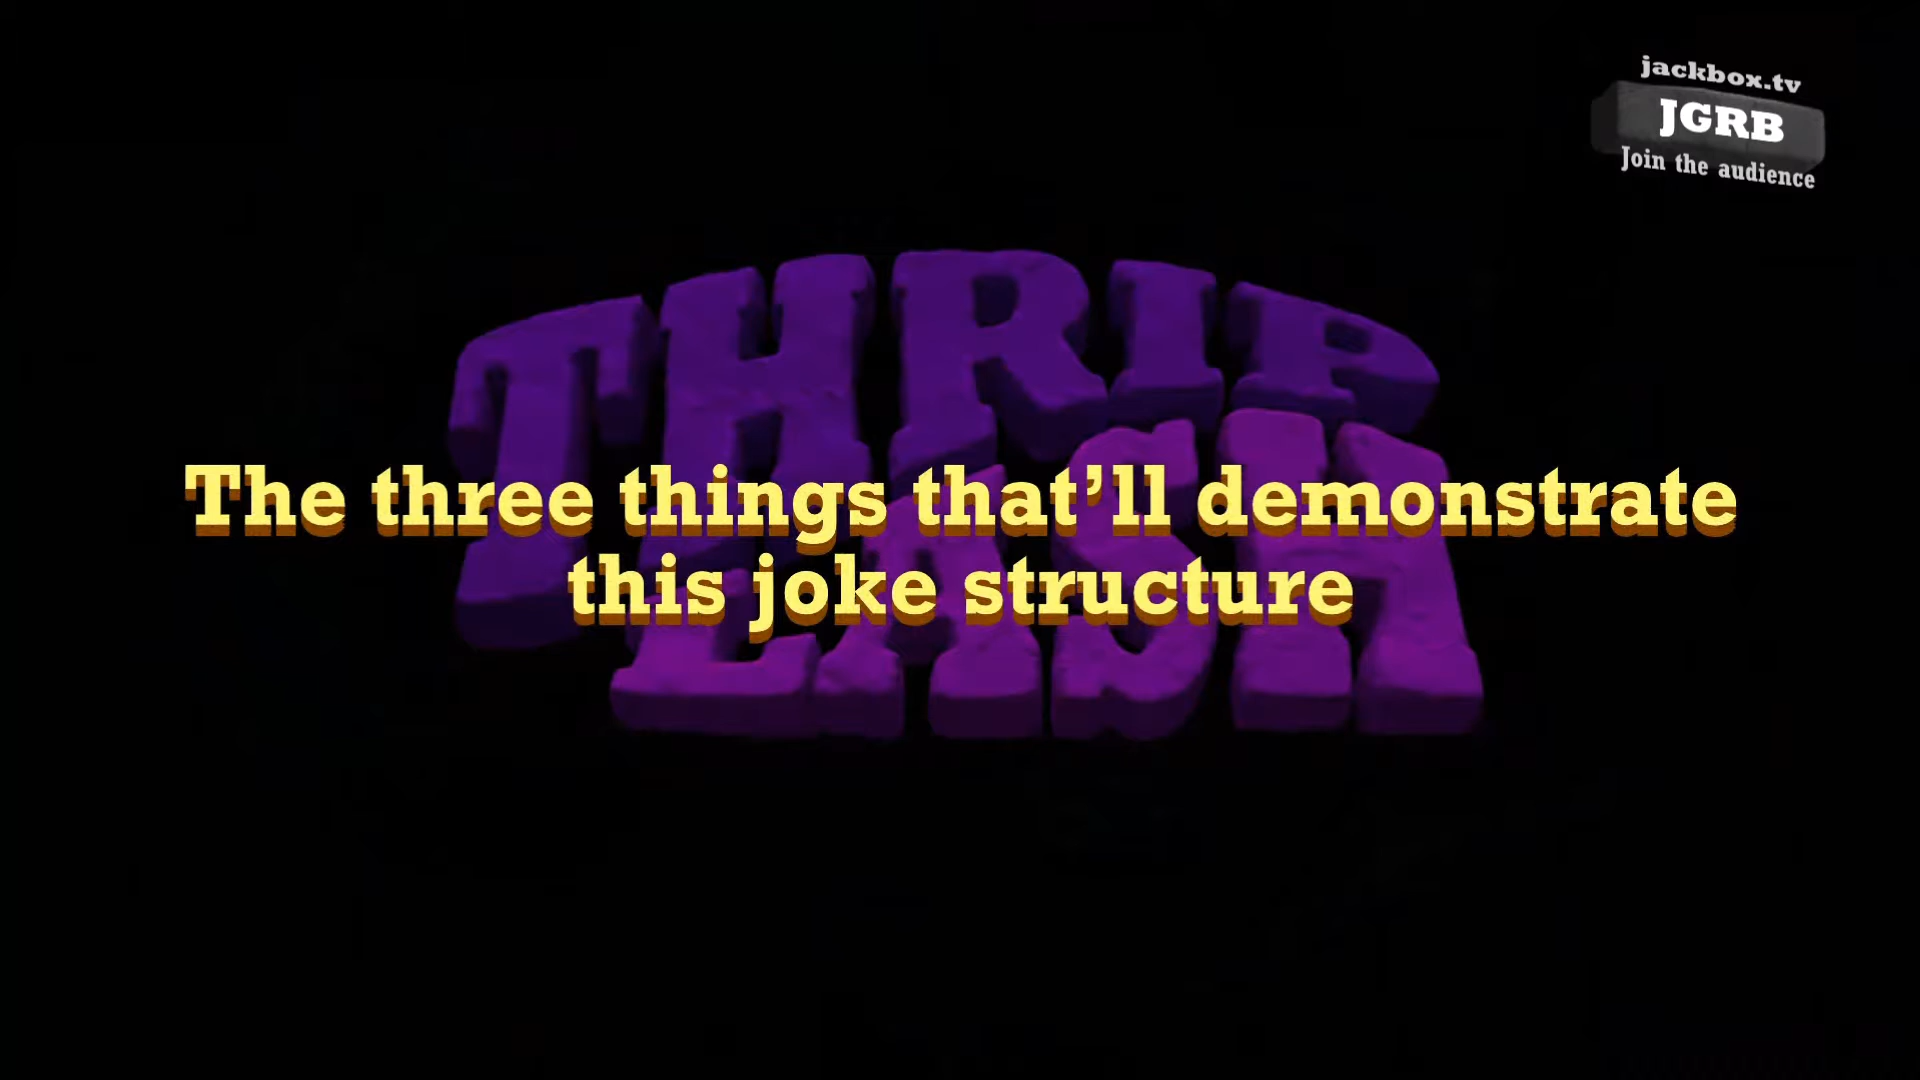 jackbox.tv
JGRB
Join the audience
THRIP
LASH
The three things that'll demonstrate
this joke structure